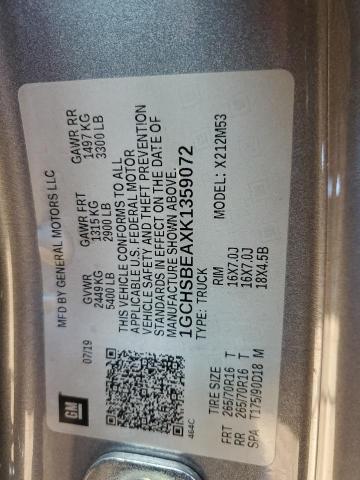 GM
MFD BY GENERAL MOTORS LLC
07/19 GVWR GAWR FRT GAWR RR
2449 KG 1315 KG 1497 KG
5400 LB 2900 LB 3300 LB
THIS VEHICLE CONFORMS TO ALL
APPLICABLE U.S. FEDERAL MOTOR
VEHICLE SAFETY AND THEFT PREVENTION
STANDARDS IN EFFECT ON THE DATE OF
MANUFACTURE SHOWN ABOVE.
1GCHSBEAXK1359072
TYPE: TRUCK MODEL: X212M53
464C
TIRE SIZE RIM
FRT 265/70R16 T 16X7.0J
RR 265/70R16 T 16X7.0J
SPA T175/90D18 M 18X4.5B